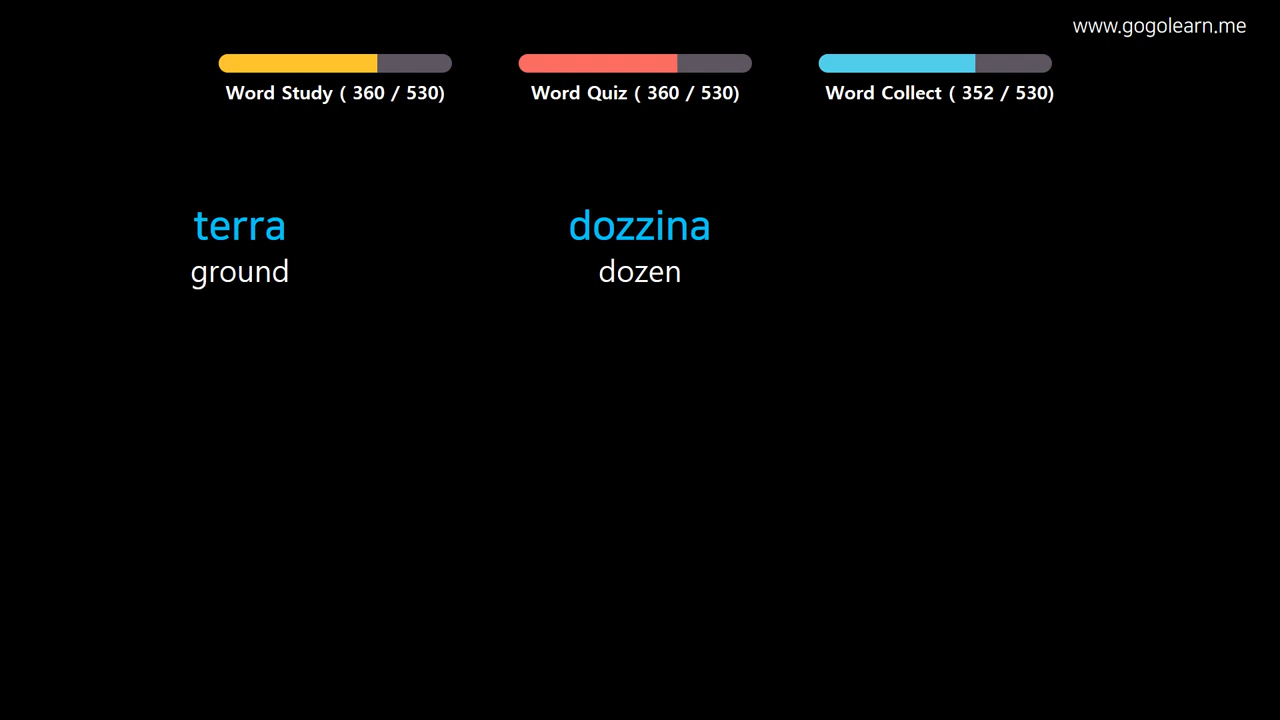 www.gogolearn.me
Word Study ( 360 / 530)
Word Quiz ( 360 / 530)
Word Collect ( 352 / 530)
terra
ground
dozzina
dozen